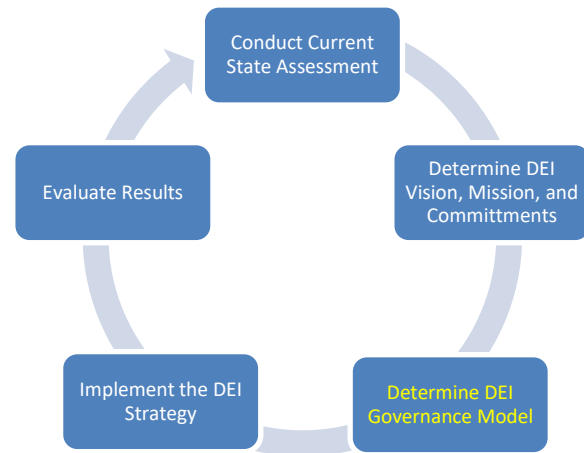 Conduct Current
State Assessment
Determine DEI
Vision, Mission, and
Committments
Determine DEI
Governance Model
Implement the DEI
Strategy
Evaluate Results